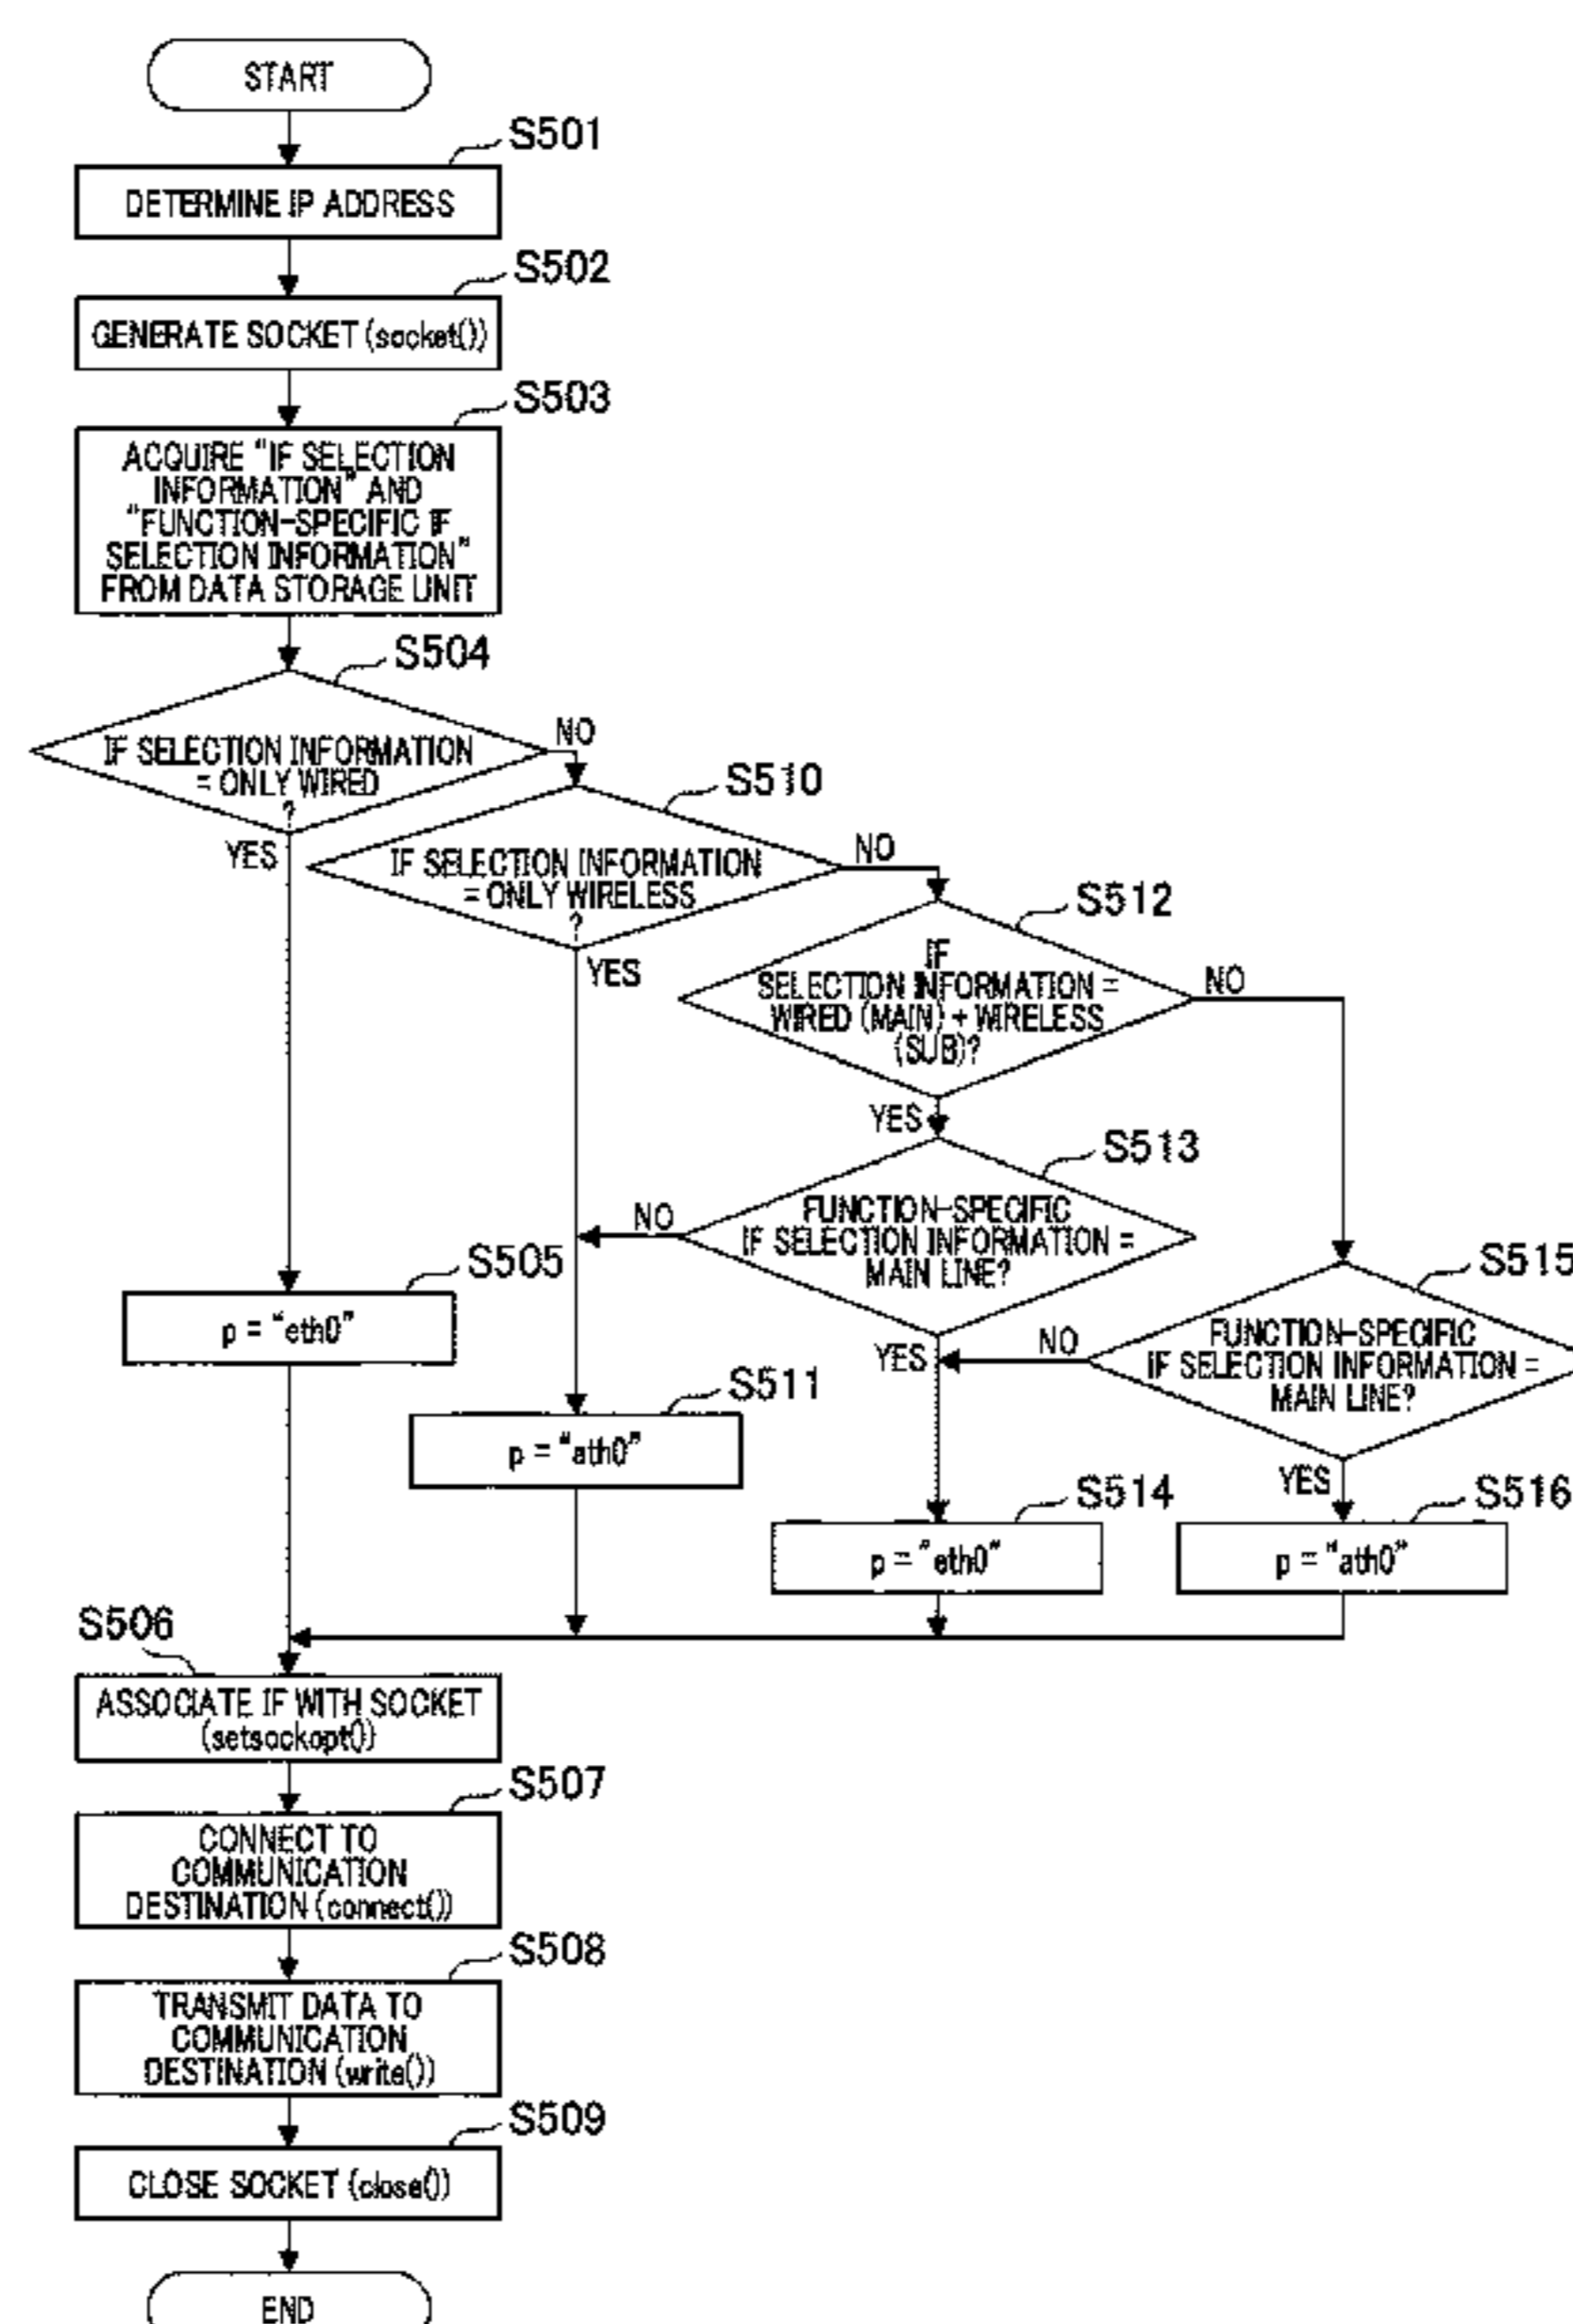 START
S501
DETERMINE IP ADDRESS
S502
GENERATE SOCKET (socket())
S503
ACQUIRE "IF SELECTION
INFORMATION" AND
"FUNCTION-SPECIFIC IF
SELECTION INFORMATION"
FROM DATA STORAGE UNIT
S504
IF SELECTION INFORMATION
= ONLY WIRED
?
NO
YES
S510
IF SELECTION INFORMATION
= ONLY WIRELESS
?
NO
YES
S512
IF
SELECTION INFORMATION =
WIRED (MAIN) + WIRELESS
(SUB)?
NO
YES
S513
FUNCTION-SPECIFIC
IF SELECTION INFORMATION =
MAIN LINE?
NO
YES
S515
FUNCTION-SPECIFIC
IF SELECTION INFORMATION =
MAIN LINE?
NO
YES
S505
p = "eth0"
S511
p = "ath0"
S514
p = "eth0"
S516
p = "ath0"
S506
ASSOCIATE IF WITH SOCKET
(setsockopt())
S507
CONNECT TO
COMMUNICATION
DESTINATION (connect())
S508
TRANSMIT DATA TO
COMMUNICATION
DESTINATION (write())
S509
CLOSE SOCKET (close())
END